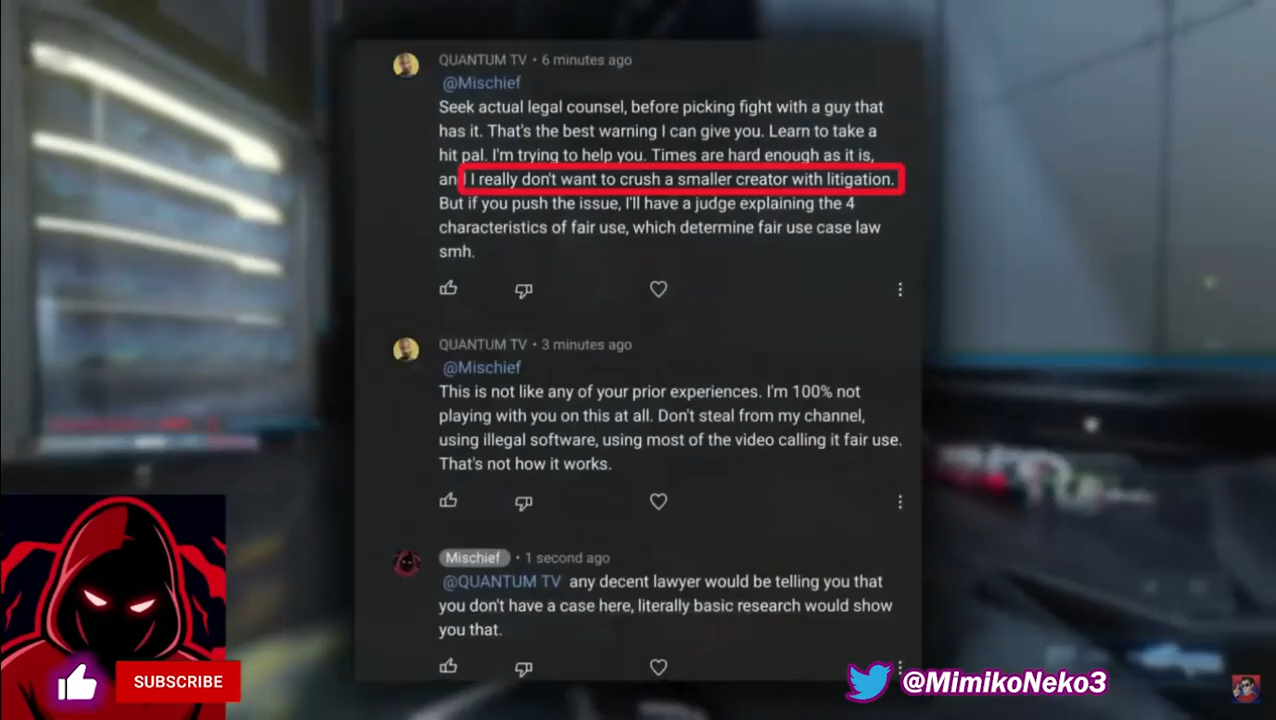 QUANTUM TV • 6 minutes ago
@Mischief
Seek actual legal counsel, before picking fight with a guy that
has it. That's the best warning I can give you. Learn to take a
hit pal. I'm trying to help you. Times are hard enough as it is,
and I really don't want to crush a smaller creator with litigation.
But if you push the issue, I'll have a judge explaining the 4
characteristics of fair use, which determine fair use case law
smh.
QUANTUM TV • 3 minutes ago
@Mischief
This is not like any of your prior experiences. I'm 100% not
playing with you on this at all. Don't steal from my channel,
using illegal software, using most of the video calling it fair use.
That's not how it works.
Mischief • 1 second ago
@QUANTUM TV any decent lawyer would be telling you that
you don't have a case here, literally basic research would show
you that.
SUBSCRIBE
@MimikoNeko3